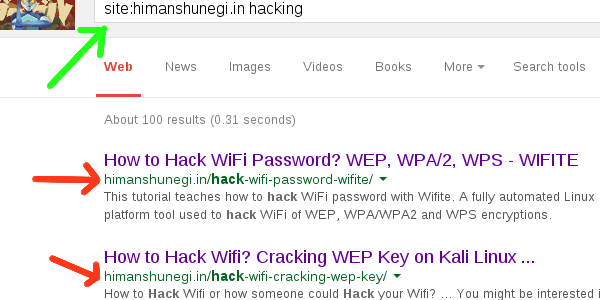 site:himanshunegi.in hacking
Web News Images Videos Books More Search tools
About 100 results (0.31 seconds)
How to Hack WiFi Password? WEP, WPA/2, WPS - WIFITE
himanshunegi.in/hack-wifi-password-wifite/
This tutorial teaches how to hack WiFi password with Wifite. A fully automated Linux
platform tool used to hack WiFi of WEP, WPA/WPA2 and WPS encryptions.
How to Hack Wifi? Cracking WEP Key on Kali Linux ...
himanshunegi.in/hack-wifi-cracking-wep-key/
How to Hack Wifi or how someone could Hack your Wifi? ... You might be interested i